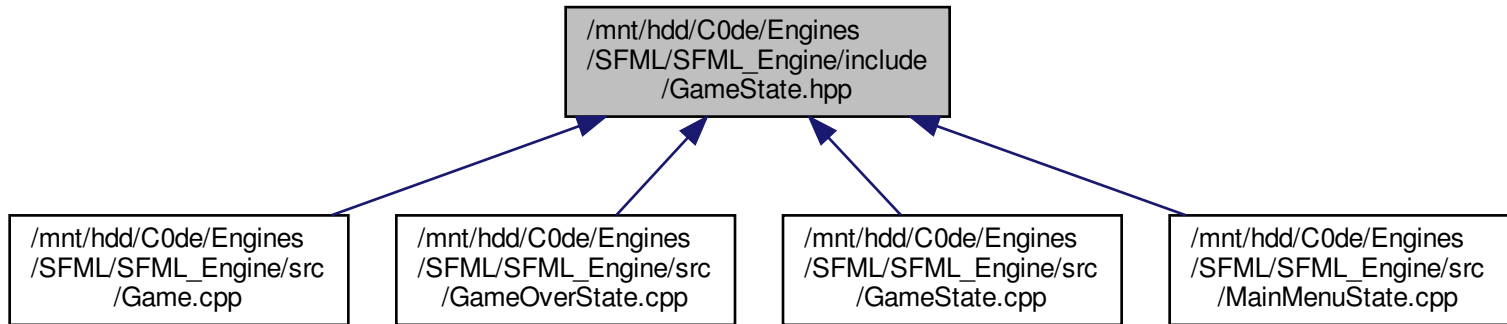 /mnt/hdd/C0de/Engines
/SFML/SFML_Engine/include
/GameState.hpp
/mnt/hdd/C0de/Engines
/SFML/SFML_Engine/src
/Game.cpp
/mnt/hdd/C0de/Engines
/SFML/SFML_Engine/src
/GameOverState.cpp
/mnt/hdd/C0de/Engines
/SFML/SFML_Engine/src
/GameState.cpp
/mnt/hdd/C0de/Engines
/SFML/SFML_Engine/src
/MainMenuState.cpp